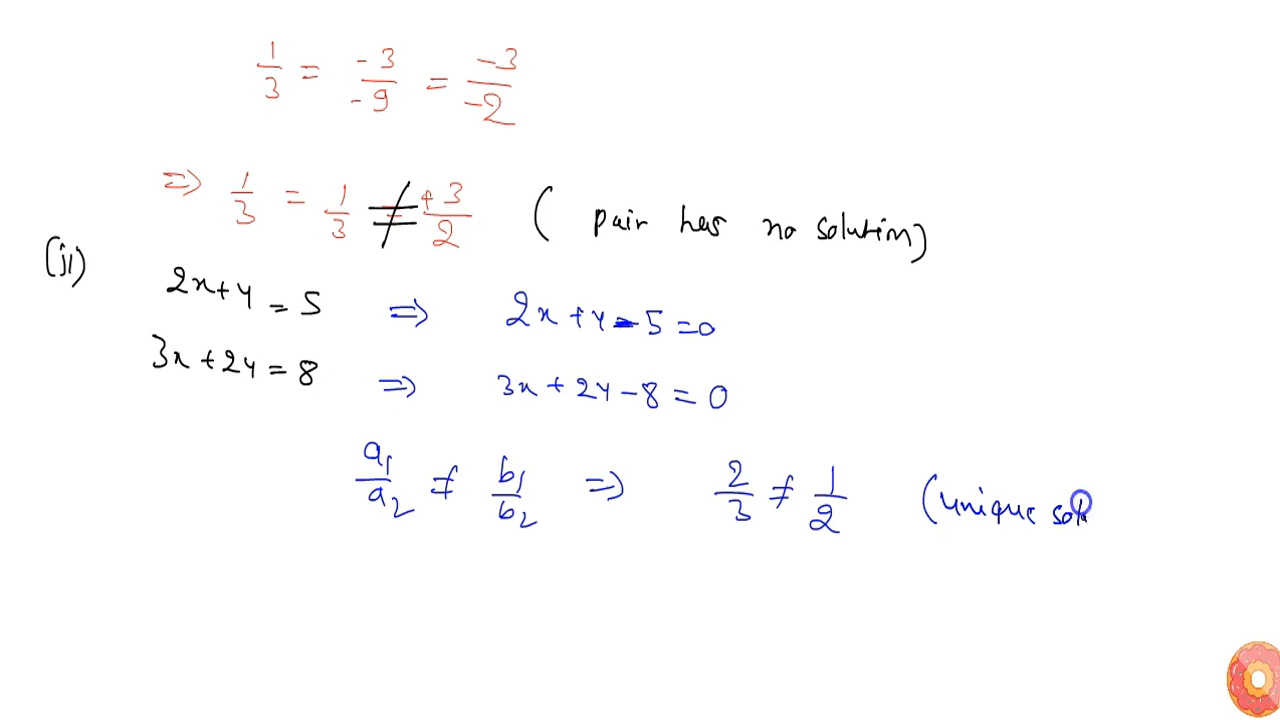 1/3 = -3/-9 = -3/-2
=> 1/3 = 1/3 ≠ +3/2 ( pair has no solution)
(ii)
2x+y = 5 => 2x+y-5=0
3x+2y=8 => 3x+2y-8=0
a1/a2 ≠ b1/b2 => 2/3 ≠ 1/2 (unique sol